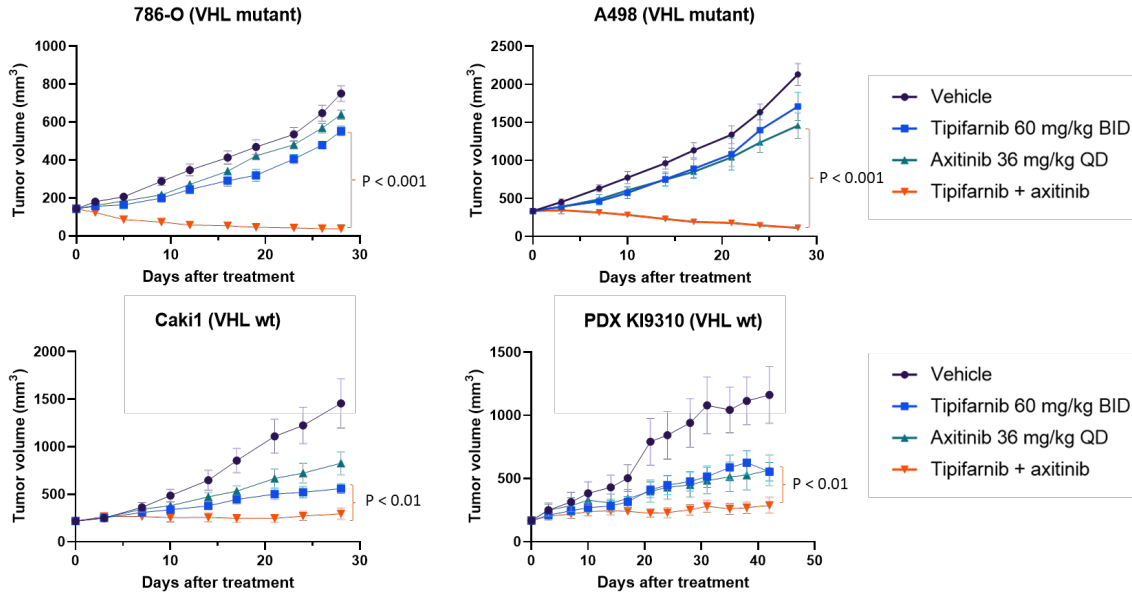 786-O (VHL mutant)
Tumor volume (mm³)
1000
800
600
400
200
0
0
10
20
30
Days after treatment
P < 0.001
A498 (VHL mutant)
Tumor volume (mm³)
2500
2000
1500
1000
500
0
0
10
20
30
Days after treatment
P < 0.001
Vehicle
Tipifarnib 60 mg/kg BID
Axitinib 36 mg/kg QD
Tipifarnib + axitinib
Caki1 (VHL wt)
Tumor volume (mm³)
2000
1500
1000
500
0
0
10
20
30
Days after treatment
P < 0.01
PDX KI9310 (VHL wt)
Tumor volume (mm³)
1500
1000
500
0
0
10
20
30
40
50
Days after treatment
P < 0.01
Vehicle
Tipifarnib 60 mg/kg BID
Axitinib 36 mg/kg QD
Tipifarnib + axitinib